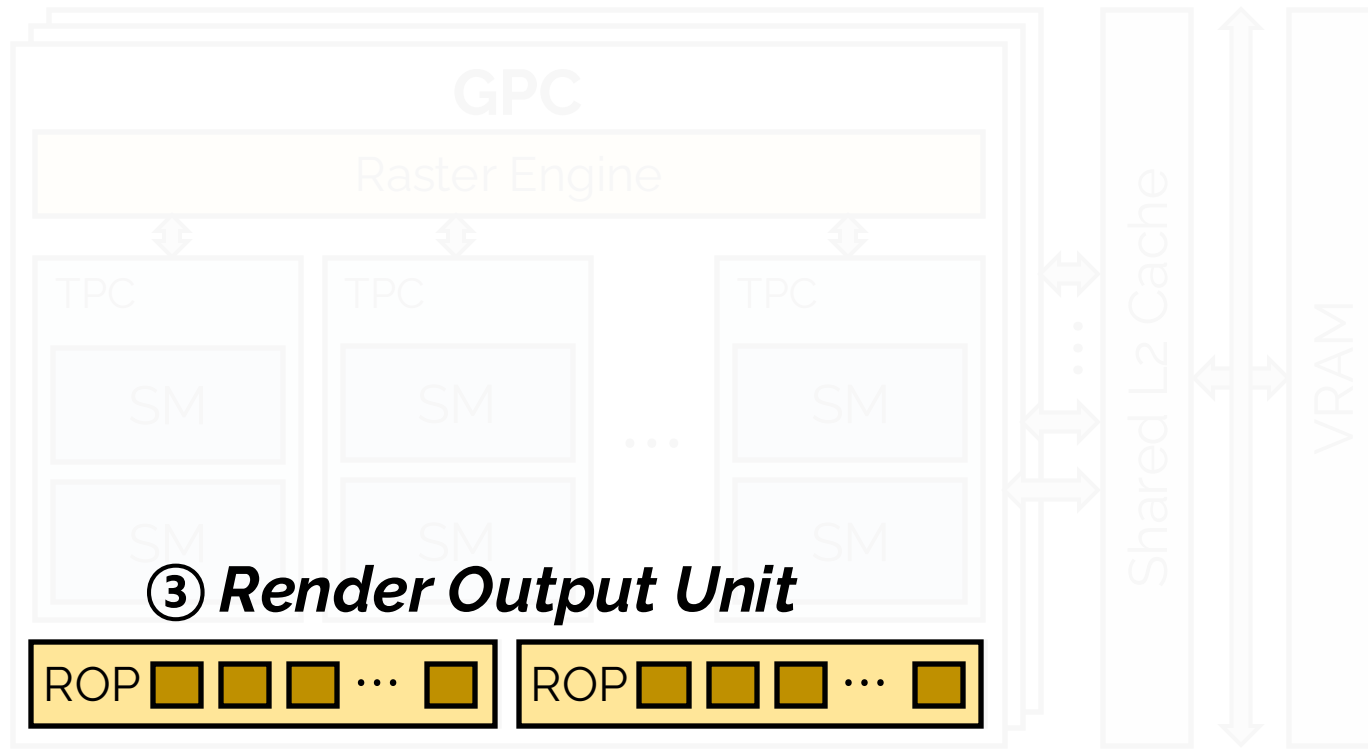 GPC
Raster Engine
TPC TPC TPC
SM SM SM
...
SM SM SM
③ Render Output Unit
ROP ... ROP ...
Shared L2 Cache
VRAM